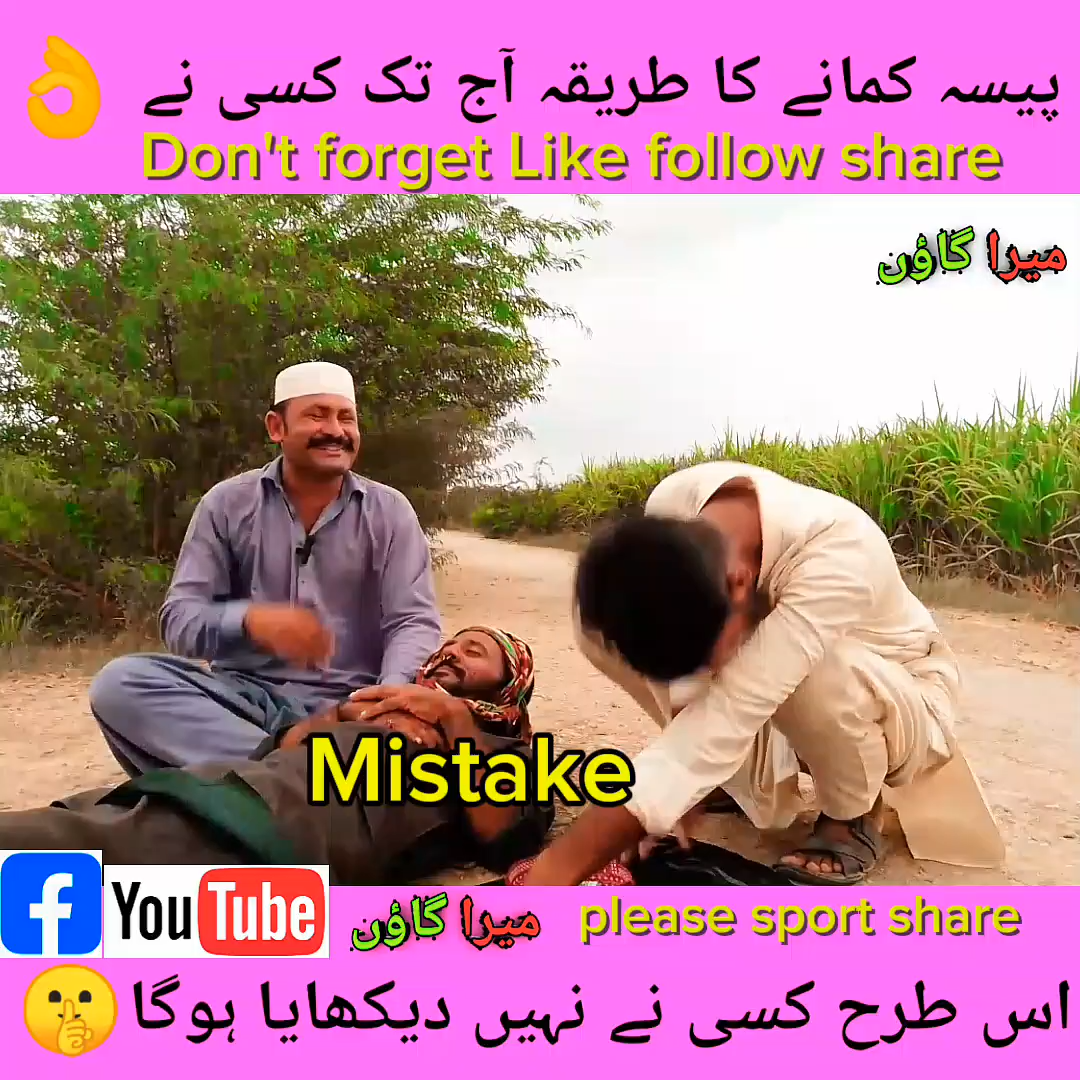 پیسہ کمانے کا طریقہ آج تک کسی نے
Don't forget Like follow share
میرا گاؤں
Mistake
f YouTube میرا گاؤں please sport share
اس طرح کسی نے نہیں دیکھایا ہوگا